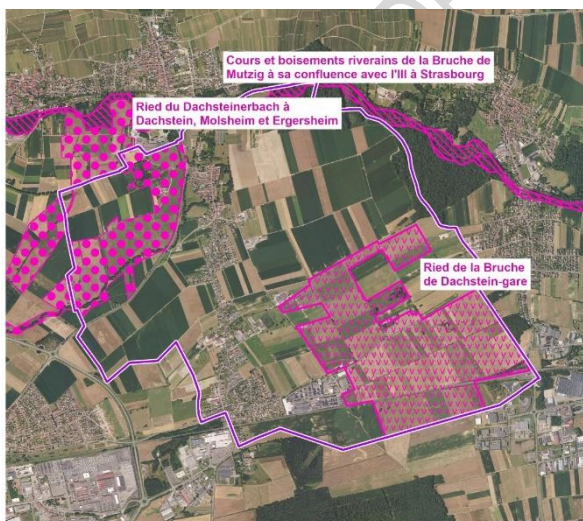 Cours et boisements riverains de la Bruche de
Mutzig à sa confluence avec l'Ill à Strasbourg
Ried du Dachsteinerbach à
Dachstein, Molsheim et Ergersheim
Ried de la Bruche
de Dachstein-gare